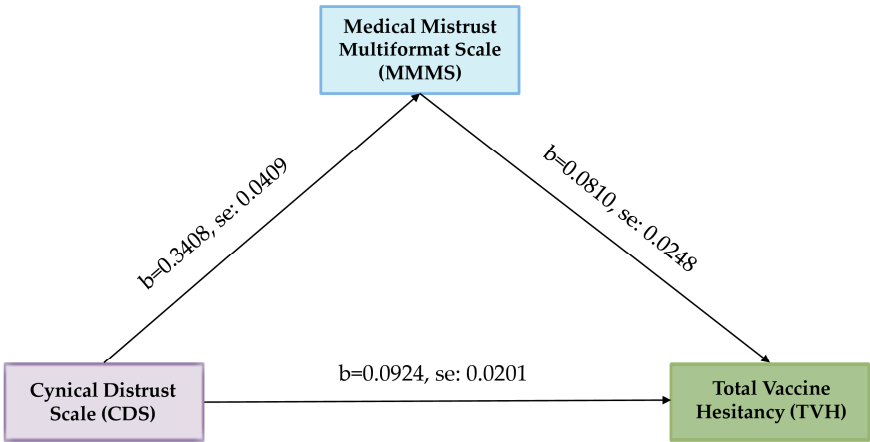 Medical Mistrust
Multiformat Scale
(MMMS)
b=0.3408, se: 0.0409
b=0.0810, se: 0.0248
b=0.0924, se: 0.0201
Cynical Distrust
Scale (CDS)
Total Vaccine
Hesitancy (TVH)